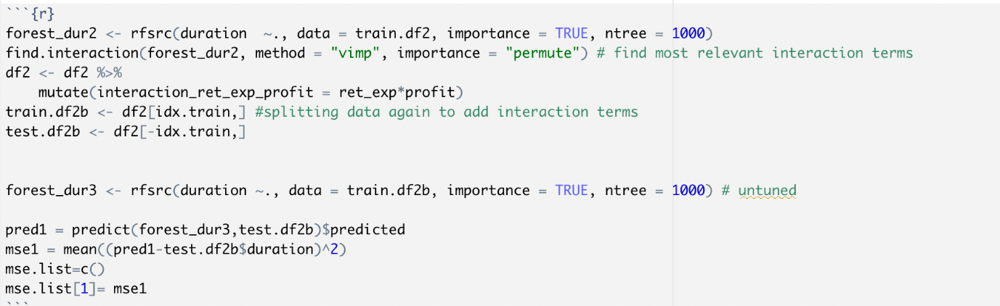 ```{r}
forest_dur2 <- rfsrc(duration  ~., data = train.df2, importance = TRUE, ntree = 1000)
find.interaction(forest_dur2, method = "vimp", importance = "permute") # find most relevant interaction terms
df2 <- df2 %>%
    mutate(interaction_ret_exp_profit = ret_exp*profit)
train.df2b <- df2[idx.train,] #splitting data again to add interaction terms
test.df2b <- df2[-idx.train,]
forest_dur3 <- rfsrc(duration ~., data = train.df2b, importance = TRUE, ntree = 1000) # untuned
pred1 = predict(forest_dur3,test.df2b)$predicted
mse1 = mean((pred1-test.df2b$duration)^2)
mse.list=c()
mse.list[1]= mse1
```